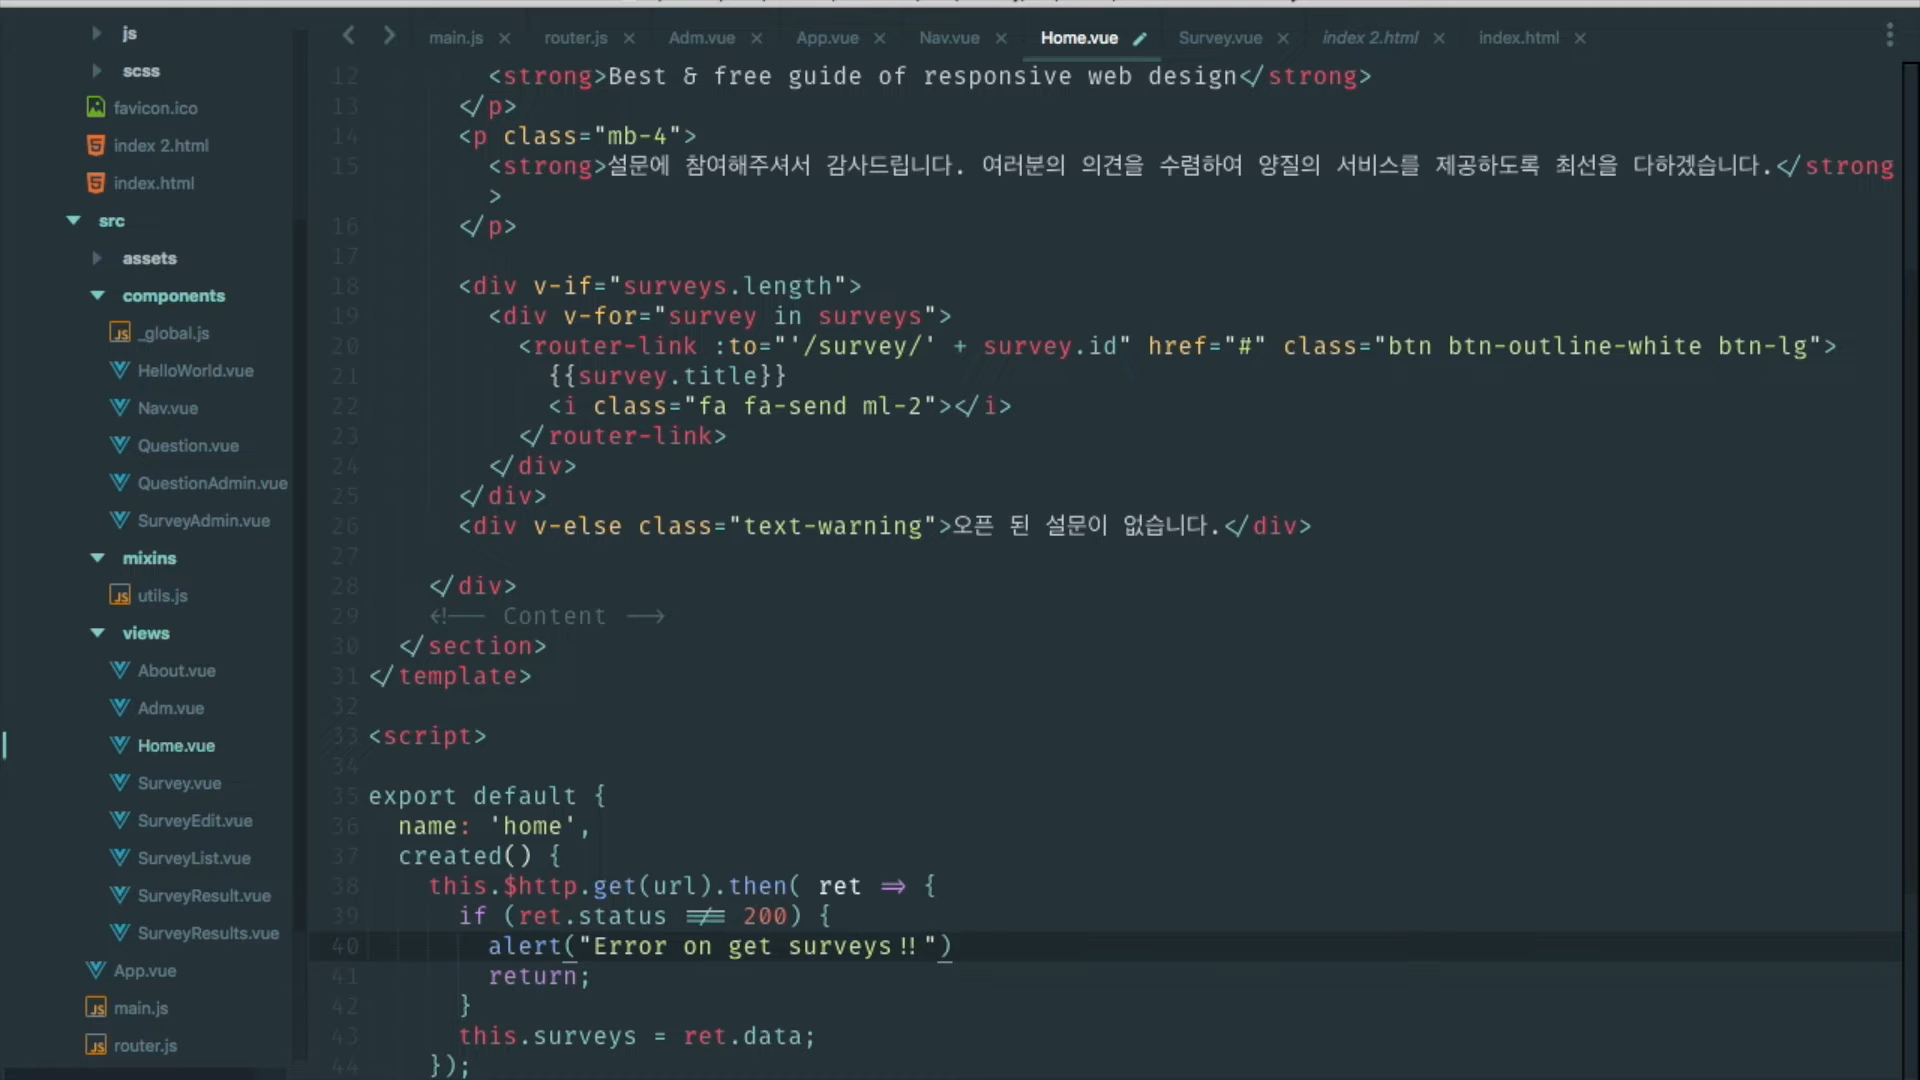 js
scss
favicon.ico
index 2.html
index.html
src
assets
components
_global.js
HelloWorld.vue
Nav.vue
Question.vue
QuestionAdmin.vue
SurveyAdmin.vue
mixins
utils.js
views
About.vue
Adm.vue
Home.vue
Survey.vue
SurveyEdit.vue
SurveyList.vue
SurveyResult.vue
SurveyResults.vue
App.vue
main.js
router.js
main.js × router.js × Adm.vue × App.vue × Nav.vue × Home.vue Survey.vue × index 2.html × index.html ×
12 <strong>Best & free guide of responsive web design</strong>
13 </p>
14 <p class="mb-4">
15 <strong>설문에 참여해주셔서 감사드립니다. 여러분의 의견을 수렴하여 양질의 서비스를 제공하도록 최선을 다하겠습니다.</strong
>
16 </p>
17
18 <div v-if="surveys.length">
19 <div v-for="survey in surveys">
20 <router-link :to="'/survey/' + survey.id" href="#" class="btn btn-outline-white btn-lg">
21 {{survey.title}}
22 <i class="fa fa-send ml-2"></i>
23 </router-link>
24 </div>
25 </div>
26 <div v-else class="text-warning">오픈 된 설문이 없습니다.</div>
27
28 </div>
29 <!-- Content -->
30 </section>
31 </template>
32
33 <script>
34
35 export default {
36 name: 'home',
37 created() {
38 this.$http.get(url).then( ret => {
39 if (ret.status !== 200) {
40 alert("Error on get surveys!!")
41 return;
42 }
43 this.surveys = ret.data;
44 });